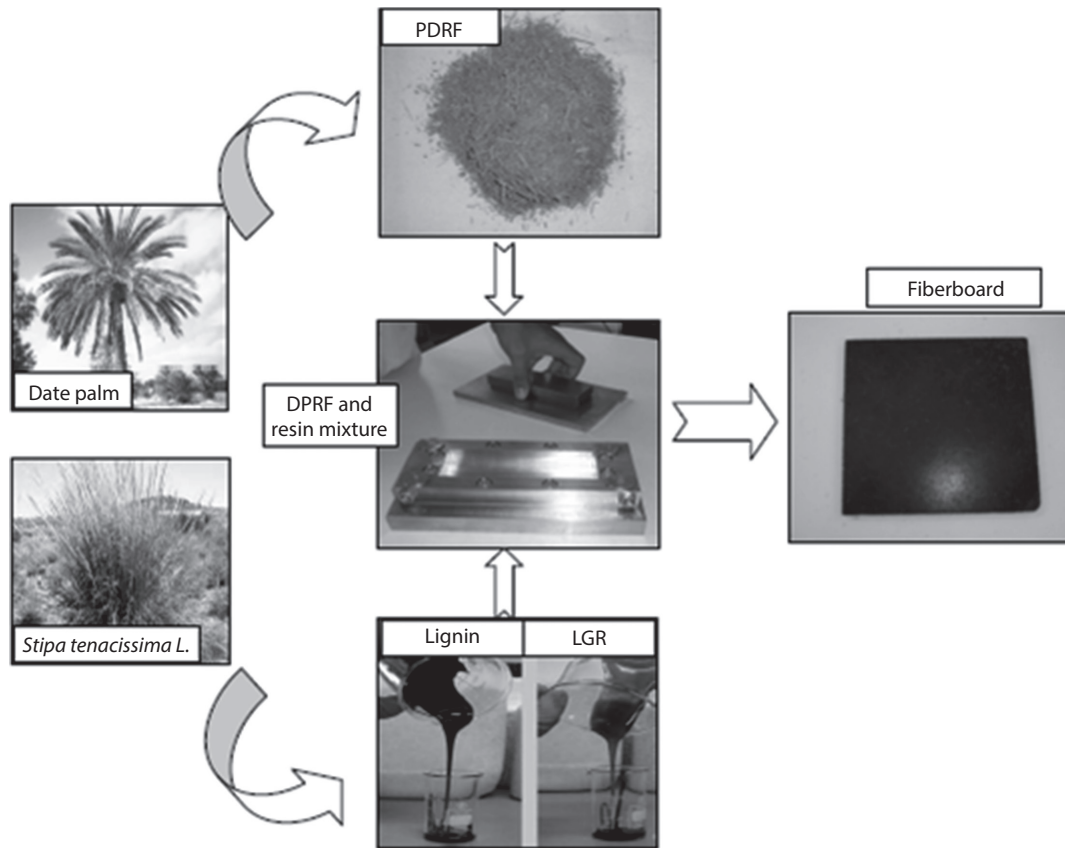 PDRF
Date palm
DPRF and
resin mixture
Fiberboard
Stipa tenacissima L.
Lignin
LGR